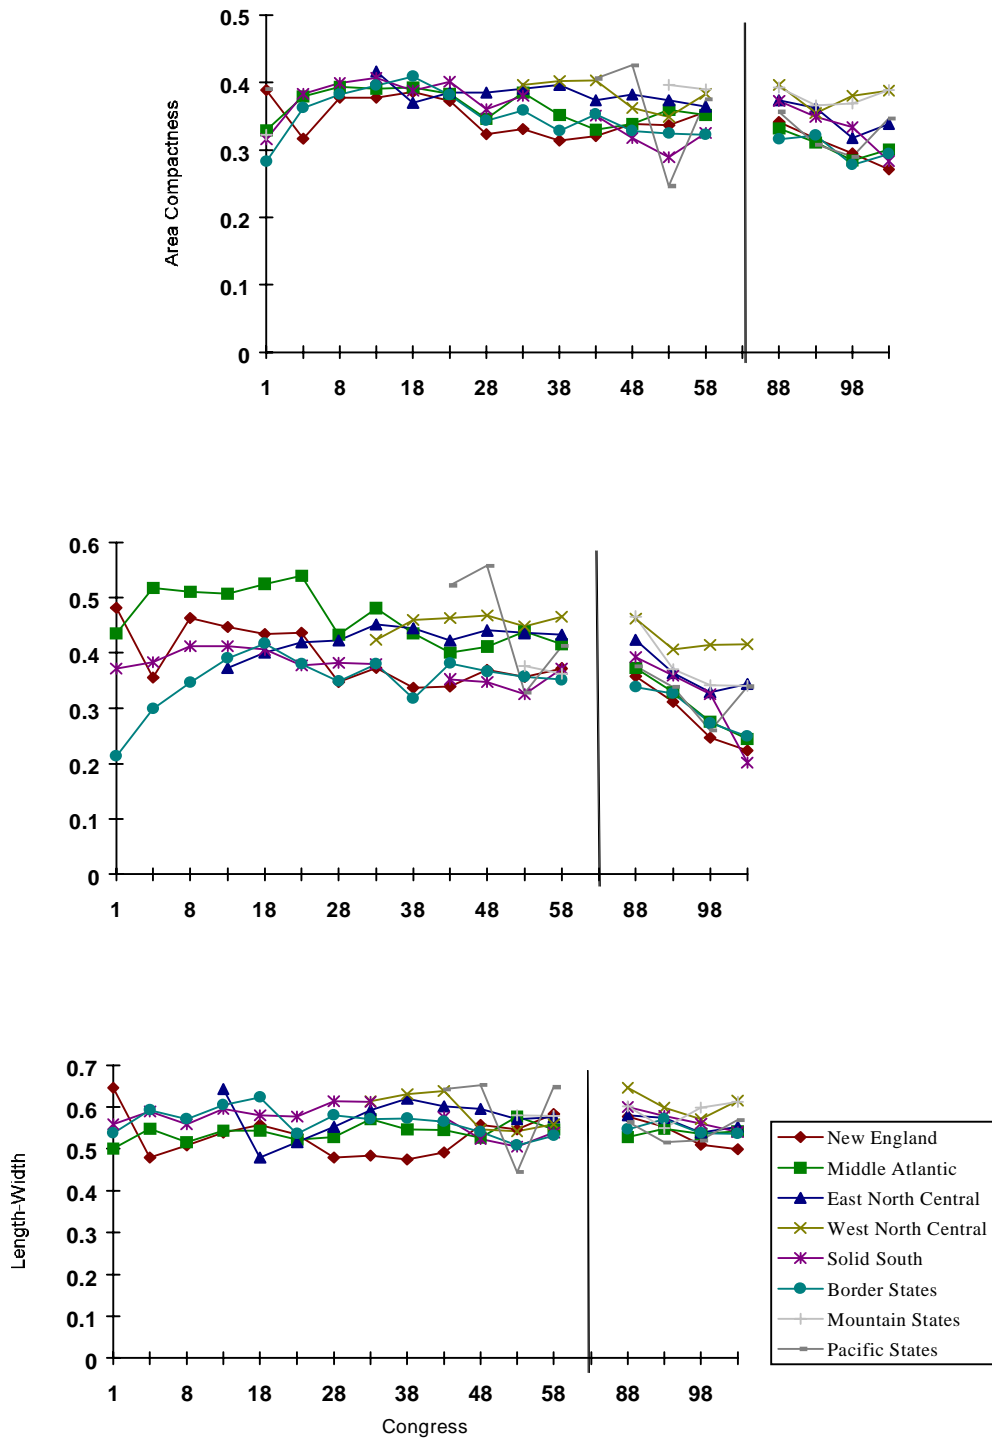 0.5
0.4
0.3
0.2
0.1
0
Area Compactness
1 8 18 28 38 48 58 88 98
0.6
0.5
0.4
0.3
0.2
0.1
0
1 8 18 28 38 48 58 88 98
0.7
0.6
0.5
0.4
0.3
0.2
0.1
0
Length-Width
1 8 18 28 38 48 58 88 98
Congress
New England
Middle Atlantic
East North Central
West North Central
Solid South
Border States
Mountain States
Pacific States